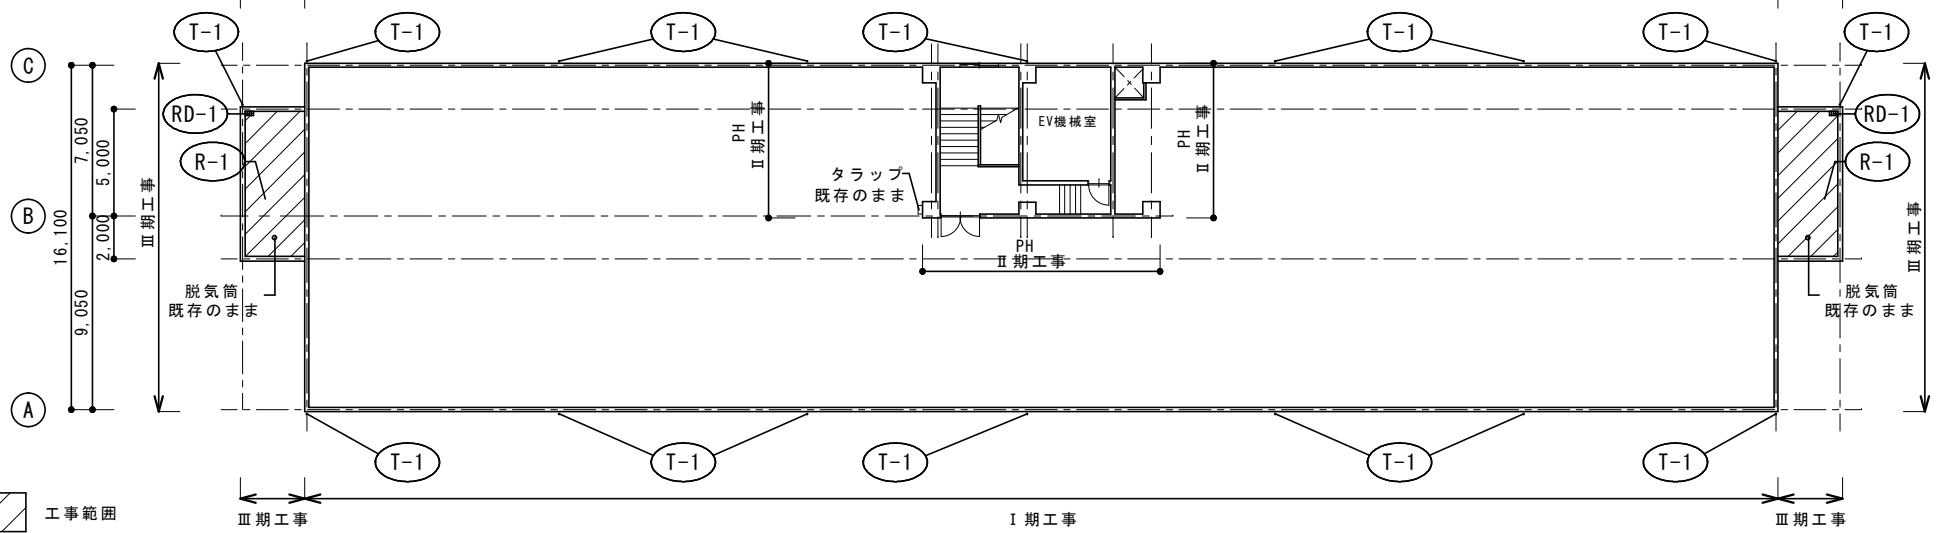 T-1
T-1
T-1
T-1
T-1
T-1
T-1
C
RD-1
RD-1
7,050
5,000
PH
Ⅱ期工事
EV機械室
PH
Ⅱ期工事
R-1
R-1
タラップ
既存のまま
B
16,100
2,000
Ⅲ期工事
Ⅲ期工事
PH
Ⅱ期工事
9,050
脱気筒
既存のまま
脱気筒
既存のまま
A
T-1
T-1
T-1
T-1
T-1
工事範囲
Ⅲ期工事
Ⅰ期工事
Ⅲ期工事